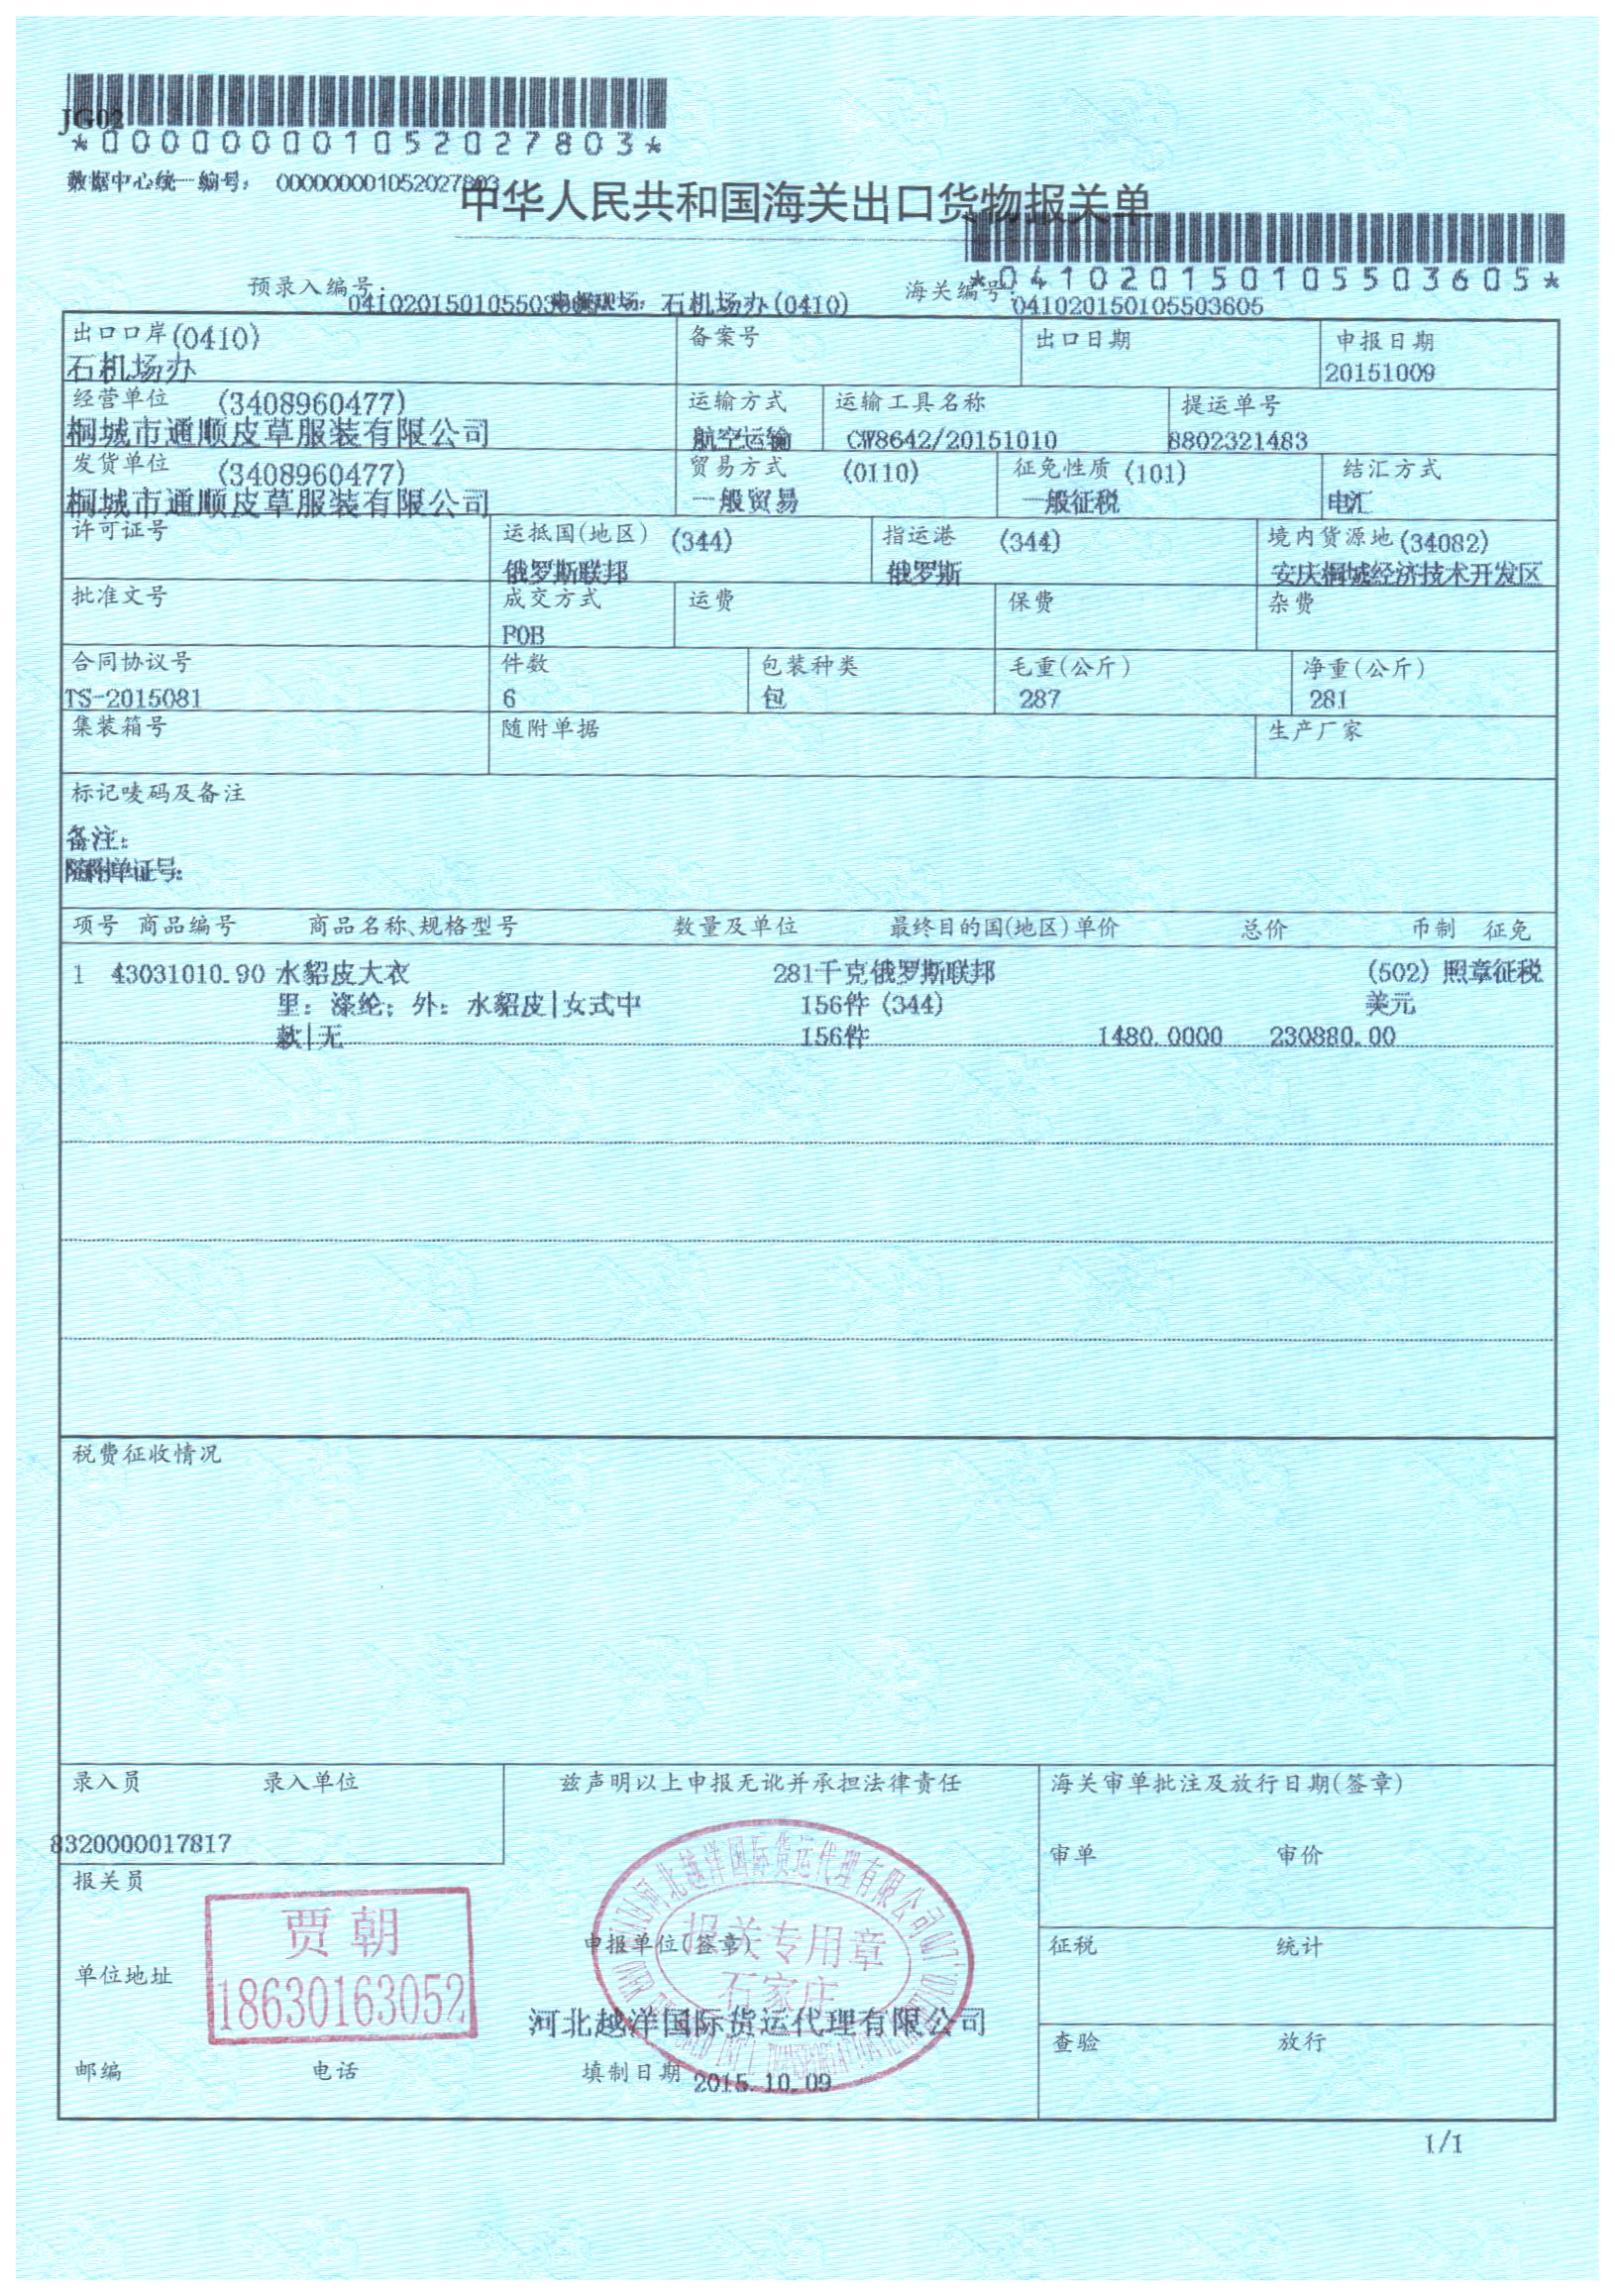 JG02
*000000001052027803*
数据中心统一编号： 000000001052027803
中华人民共和国海关出口货物报关单
*041020150105503605*
预录入编号： 041020150105503605 申报现场：石机场办(0410) 海关编号： 041020150105503605
出口口岸(0410) 备案号 出口日期 申报日期
石机场办 20151009
经营单位 (3408960477) 运输方式 运输工具名称 提运单号
桐城市通顺皮草服装有限公司 航空运输 CW8642/20151010 8802321483
发货单位 (3408960477) 贸易方式 (0110) 征免性质 (101) 结汇方式
桐城市通顺皮草服装有限公司 一般贸易 一般征税 电汇
许可证号 运抵国(地区) (344) 指运港 (344) 境内货源地(34082)
俄罗斯联邦 俄罗斯 安庆桐城经济技术开发区
批准文号 成交方式 运费 保费 杂费
FOB
合同协议号 件数 包装种类 毛重(公斤) 净重(公斤)
TS-2015081 6 包 287 281
集装箱号 随附单据 生产厂家
标记唛码及备注
备注：
随附单证号：
项号 商品编号 商品名称、规格型号 数量及单位 最终目的国(地区) 单价 总价 币制 征免
1 43031010.90 水貂皮大衣 281千克俄罗斯联邦 (502) 照章征税
里：涤纶；外：水貂皮|女式中 156件 (344) 美元
款|无 156件 1480.0000 230880.00
税费征收情况
录入员 录入单位 兹声明以上申报无讹并承担法律责任 海关审单批注及放行日期(签章)
8320000017817
审单 审价
报关员
贾朝
18630163052
河北越洋国际货运代理有限公司
报关专用章
石家庄
申报单位(签章)
征税 统计
单位地址
河北越洋国际货运代理有限公司
查验 放行
邮编 电话 填制日期 2015.10.09
1/1